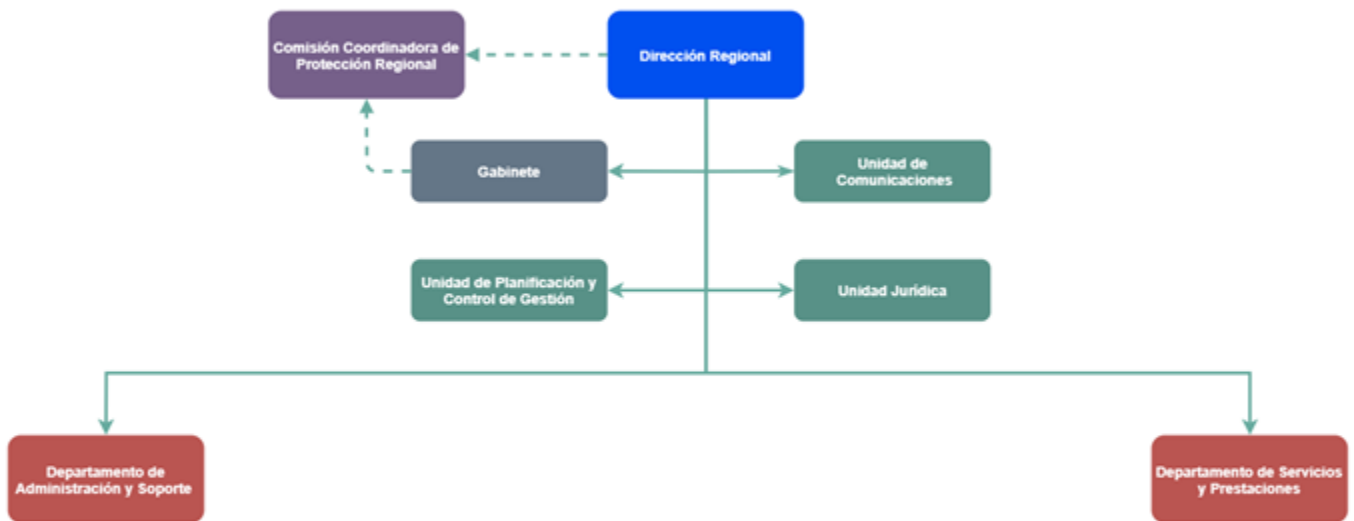 Comisión Coordinadora de
Protección Regional
Dirección Regional
Gabinete
Unidad de
Comunicaciones
Unidad de Planificación y
Control de Gestión
Unidad Jurídica
Departamento de
Administración y Soporte
Departamento de Servicios
y Prestaciones